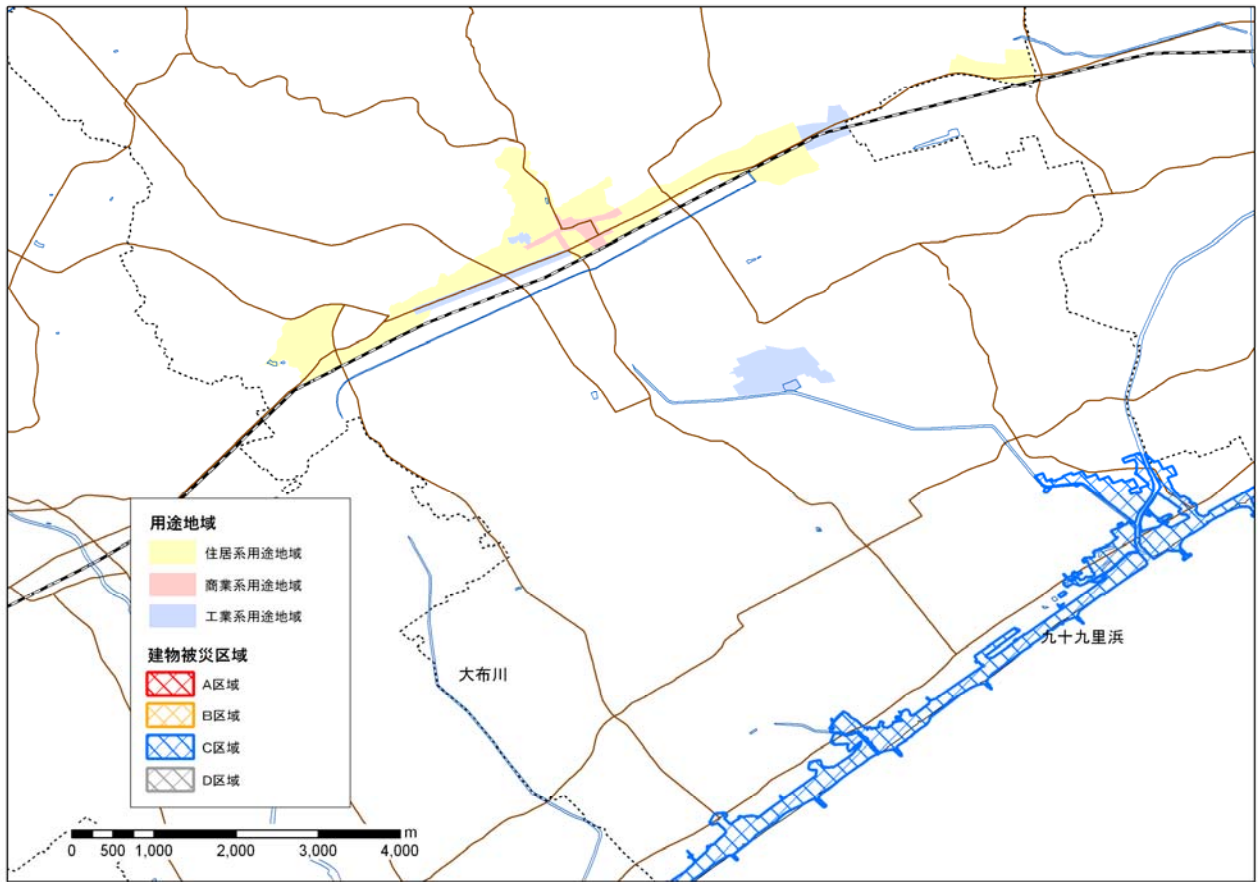 用途地域
住居系用途地域
商業系用途地域
工業系用途地域
建物被災区域
A区域
B区域
C区域
D区域
大布川
九十九里浜
m
0 500 1,000 2,000 3,000 4,000